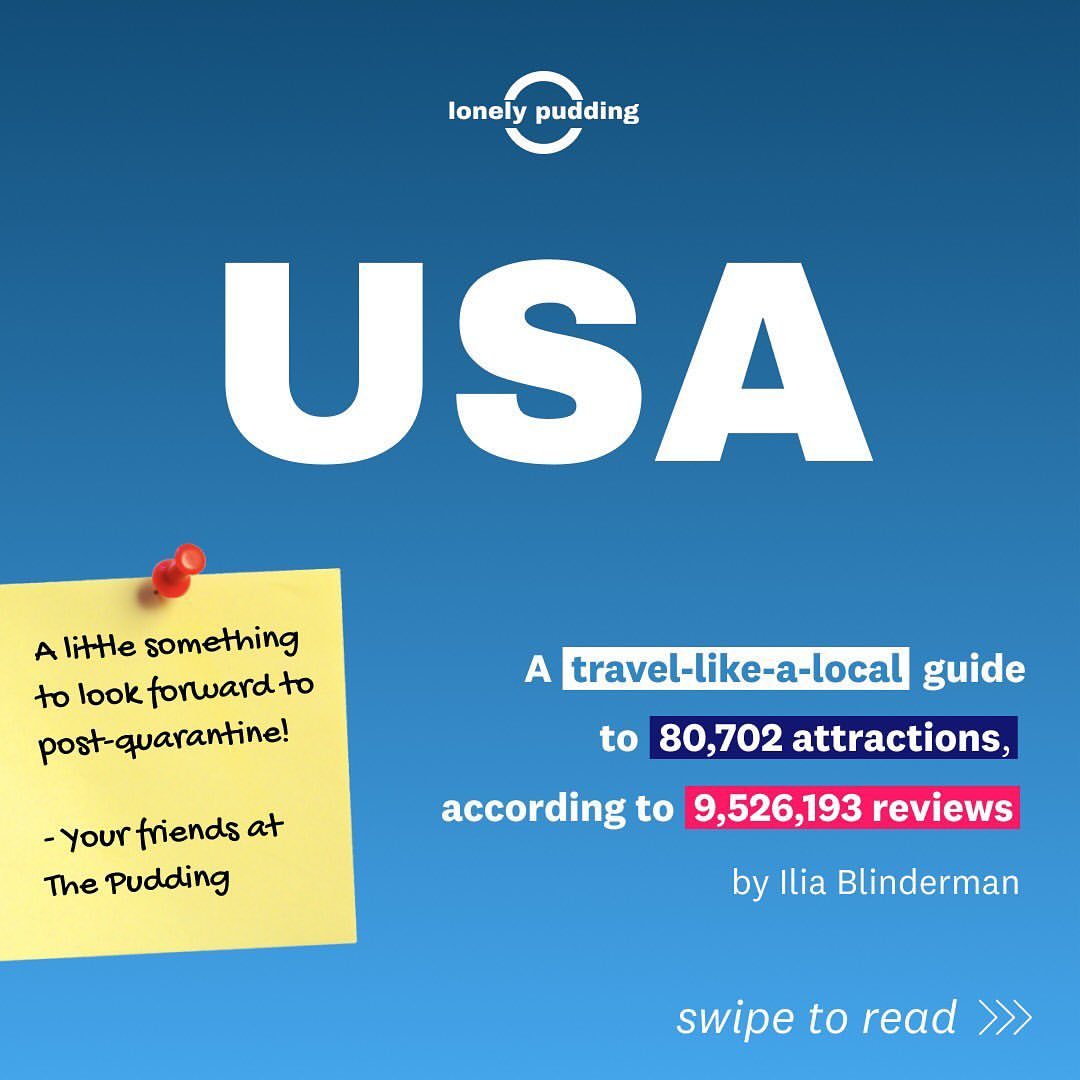 lonely pudding
USA
A little something
to look forward to
post-quarantine!
- Your friends at
The Pudding
A travel-like-a-local guide
to 80,702 attractions,
according to 9,526,193 reviews
by Ilia Blinderman
swipe to read >>>